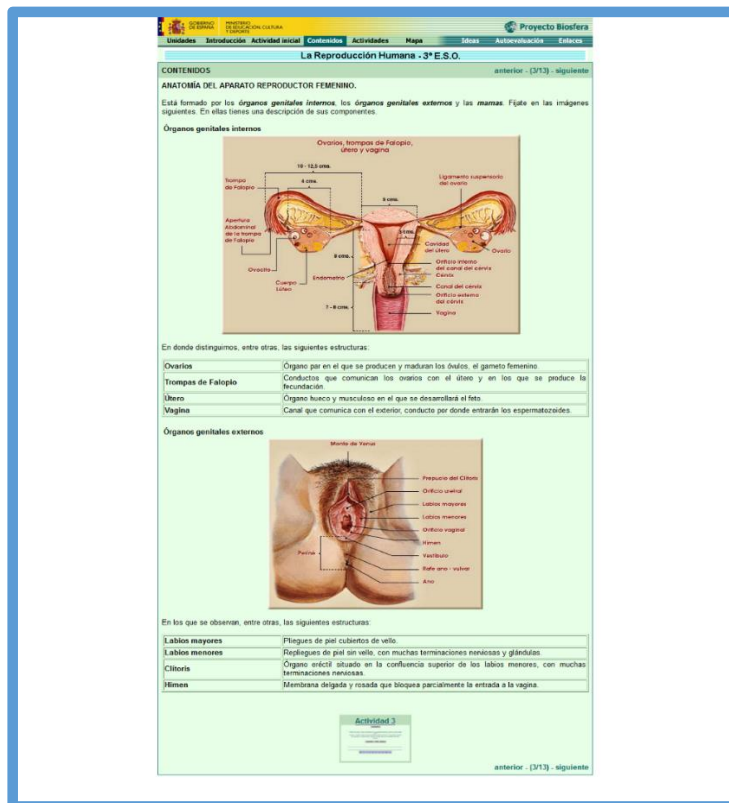 GOBIERNO DE ESPAÑA
MINISTERIO DE EDUCACIÓN, CULTURA Y DEPORTE
Proyecto Biosfera
Unidades Introducción Actividad inicial Contenidos Actividades Mapa Ideas Autoevaluación Enlaces
La Reproducción Humana - 3º E.S.O.
CONTENIDOS
anterior - (3/13) - siguiente
ANATOMÍA DEL APARATO REPRODUCTOR FEMENINO.
Está formado por los órganos genitales internos, los órganos genitales externos y las mamas. Fíjate en las imágenes
siguientes. En ellas tienes una descripción de sus componentes.
Órganos genitales internos
Ovarios, trompas de Falopio,
útero y vagina
10 - 12,5 cms.
Trompa
de Falopio
4 cms.
Ligamento suspensorio
del ovario
5 cms.
Apertura
Abdominal
de la trompa
de Falopio
Cavidad
del útero
Ovario
Orificio interno
del canal del cérvix
Ovocito
Endometrio
Cérvix
Cuerpo
Lúteo
Canal del cérvix
Orificio externo
del cérvix
7 - 8 cms.
Vagina
En donde distinguimos, entre otras, las siguientes estructuras:
Ovarios Órgano par en el que se producen y maduran los óvulos, el gameto femenino.
Trompas de Falopio Conductos que comunican los ovarios con el útero y en los que se produce la
fecundación.
Útero Órgano hueco y musculoso en el que se desarrollará el feto.
Vagina Canal que comunica con el exterior, conducto por donde entrarán los espermatozoides.
Órganos genitales externos
Monte de Venus
Prepucio del Clítoris
Orificio uretral
Labios mayores
Labios menores
Orificio vaginal
Himen
Periné
Vestíbulo
Rafe ano - vulvar
Ano
En los que se observan, entre otras, las siguientes estructuras:
Labios mayores Pliegues de piel cubiertos de vello.
Labios menores Repliegues de piel sin vello, con muchas terminaciones nerviosas y glándulas.
Clítoris Órgano eréctil situado en la confluencia superior de los labios menores, con muchas
terminaciones nerviosas.
Himen Membrana delgada y rosada que bloquea parcialmente la entrada a la vagina.
Actividad 3
anterior - (3/13) - siguiente